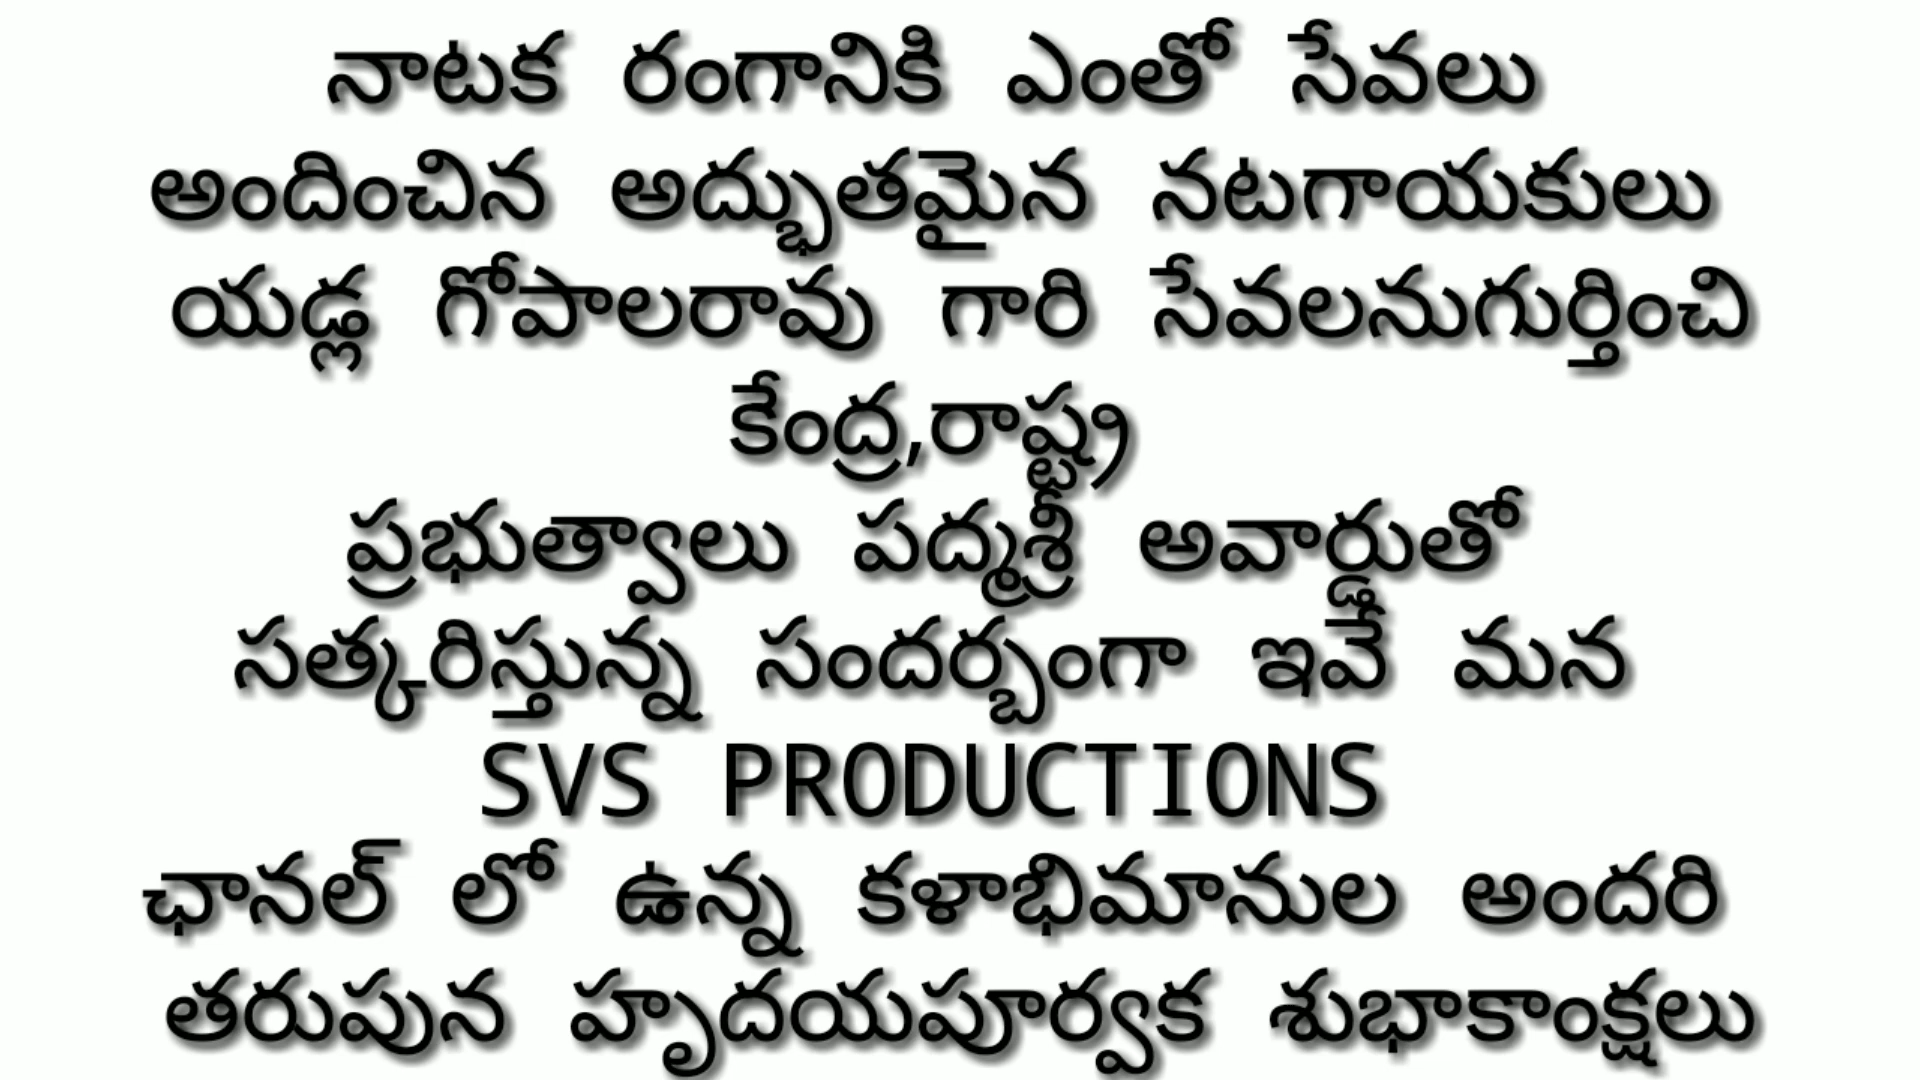 నాటక రంగానికి ఎంతో సేవలు
అందించిన అద్భుతమైన నటగాయకులు
యడ్ల గోపాలరావు గారి సేవలనుగుర్తించి
కేంద్ర,రాష్ట్ర
ప్రభుత్వాలు పద్మశ్రీ అవార్డుతో
సత్కరిస్తున్న సందర్బంగా ఇవే మన
SVS PRODUCTIONS
ఛానల్ లో ఉన్న కళాభిమానుల అందరి
తరుపున హృదయపూర్వక శుభాకాంక్షలు